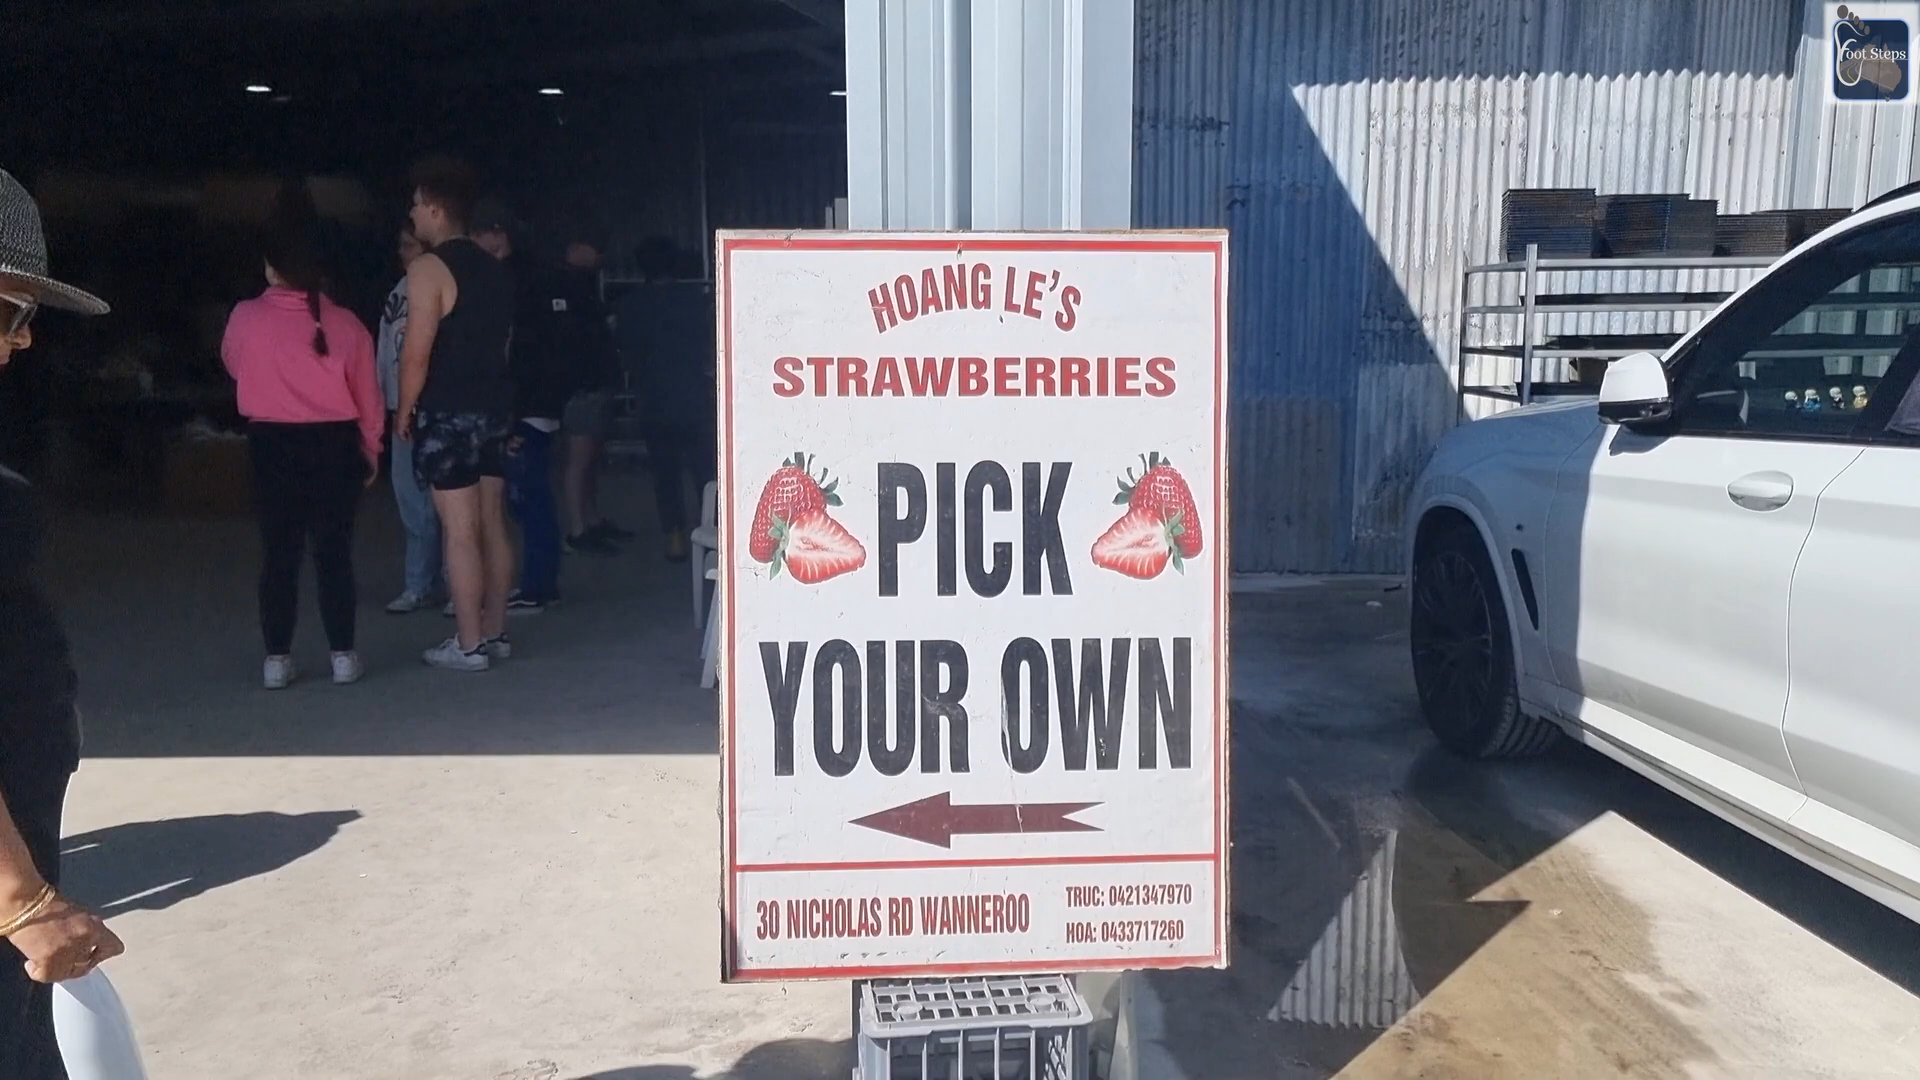 Foot Steps
HOANG LE'S
STRAWBERRIES
PICK
YOUR OWN
30 NICHOLAS RD WANNEROO
TRUC: 0421347970
HOA: 0433717260